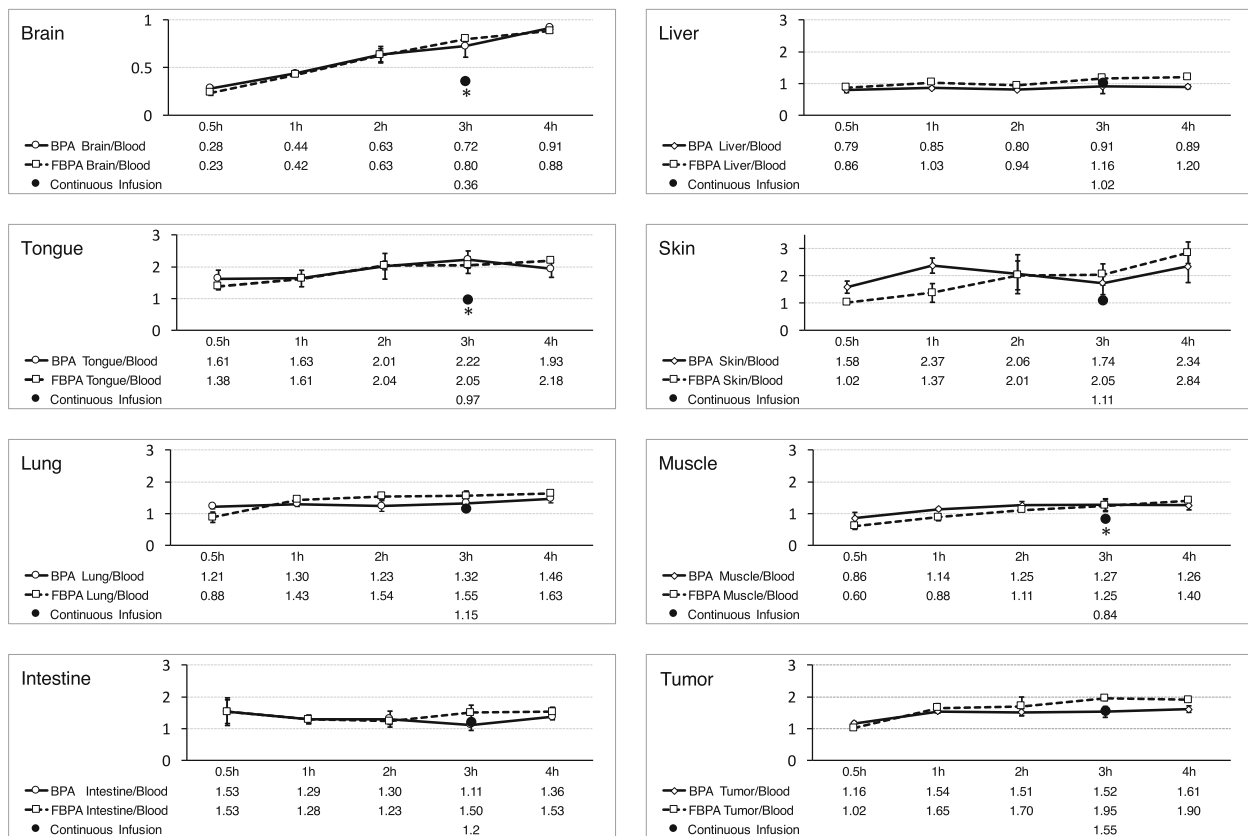 Brain
1
0.5
0
0.5h 1h 2h 3h 4h
BPA Brain/Blood 0.28 0.44 0.63 0.72 0.91
FBPA Brain/Blood 0.23 0.42 0.63 0.80 0.88
Continuous Infusion 0.36
*
Liver
3
2
1
0
0.5h 1h 2h 3h 4h
BPA Liver/Blood 0.79 0.85 0.80 0.91 0.89
FBPA Liver/Blood 0.86 1.03 0.94 1.16 1.20
Continuous Infusion 1.02
Tongue
3
2
1
0
*
0.5h 1h 2h 3h 4h
BPA Tongue/Blood 1.61 1.63 2.01 2.22 1.93
FBPA Tongue/Blood 1.38 1.61 2.04 2.05 2.18
Continuous Infusion 0.97
Skin
3
2
1
0
0.5h 1h 2h 3h 4h
BPA Skin/Blood 1.58 2.37 2.06 1.74 2.34
FBPA Skin/Blood 1.02 1.37 2.01 2.05 2.84
Continuous Infusion 1.11
Lung
3
2
1
0
0.5h 1h 2h 3h 4h
BPA Lung/Blood 1.21 1.30 1.23 1.32 1.46
FBPA Lung/Blood 0.88 1.43 1.54 1.55 1.63
Continuous Infusion 1.15
Muscle
3
2
1
0
*
0.5h 1h 2h 3h 4h
BPA Muscle/Blood 0.86 1.14 1.25 1.27 1.26
FBPA Muscle/Blood 0.60 0.88 1.11 1.25 1.40
Continuous Infusion 0.84
Intestine
3
2
1
0
0.5h 1h 2h 3h 4h
BPA Intestine/Blood 1.53 1.29 1.30 1.11 1.36
FBPA Intestine/Blood 1.53 1.28 1.23 1.50 1.53
Continuous Infusion 1.2
Tumor
3
2
1
0
0.5h 1h 2h 3h 4h
BPA Tumor/Blood 1.16 1.54 1.51 1.52 1.61
FBPA Tumor/Blood 1.02 1.65 1.70 1.95 1.90
Continuous Infusion 1.55